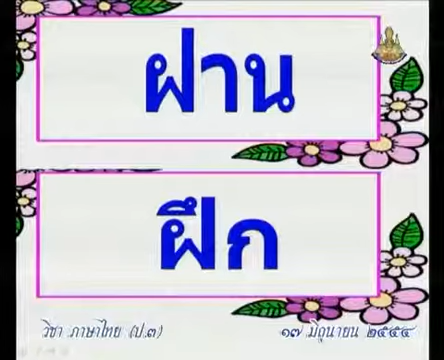 ฝาน
ฝึก
วิชา ภาษาไทย (ป.๓)
๑๗ มิถุนายน ๒๕๕๔